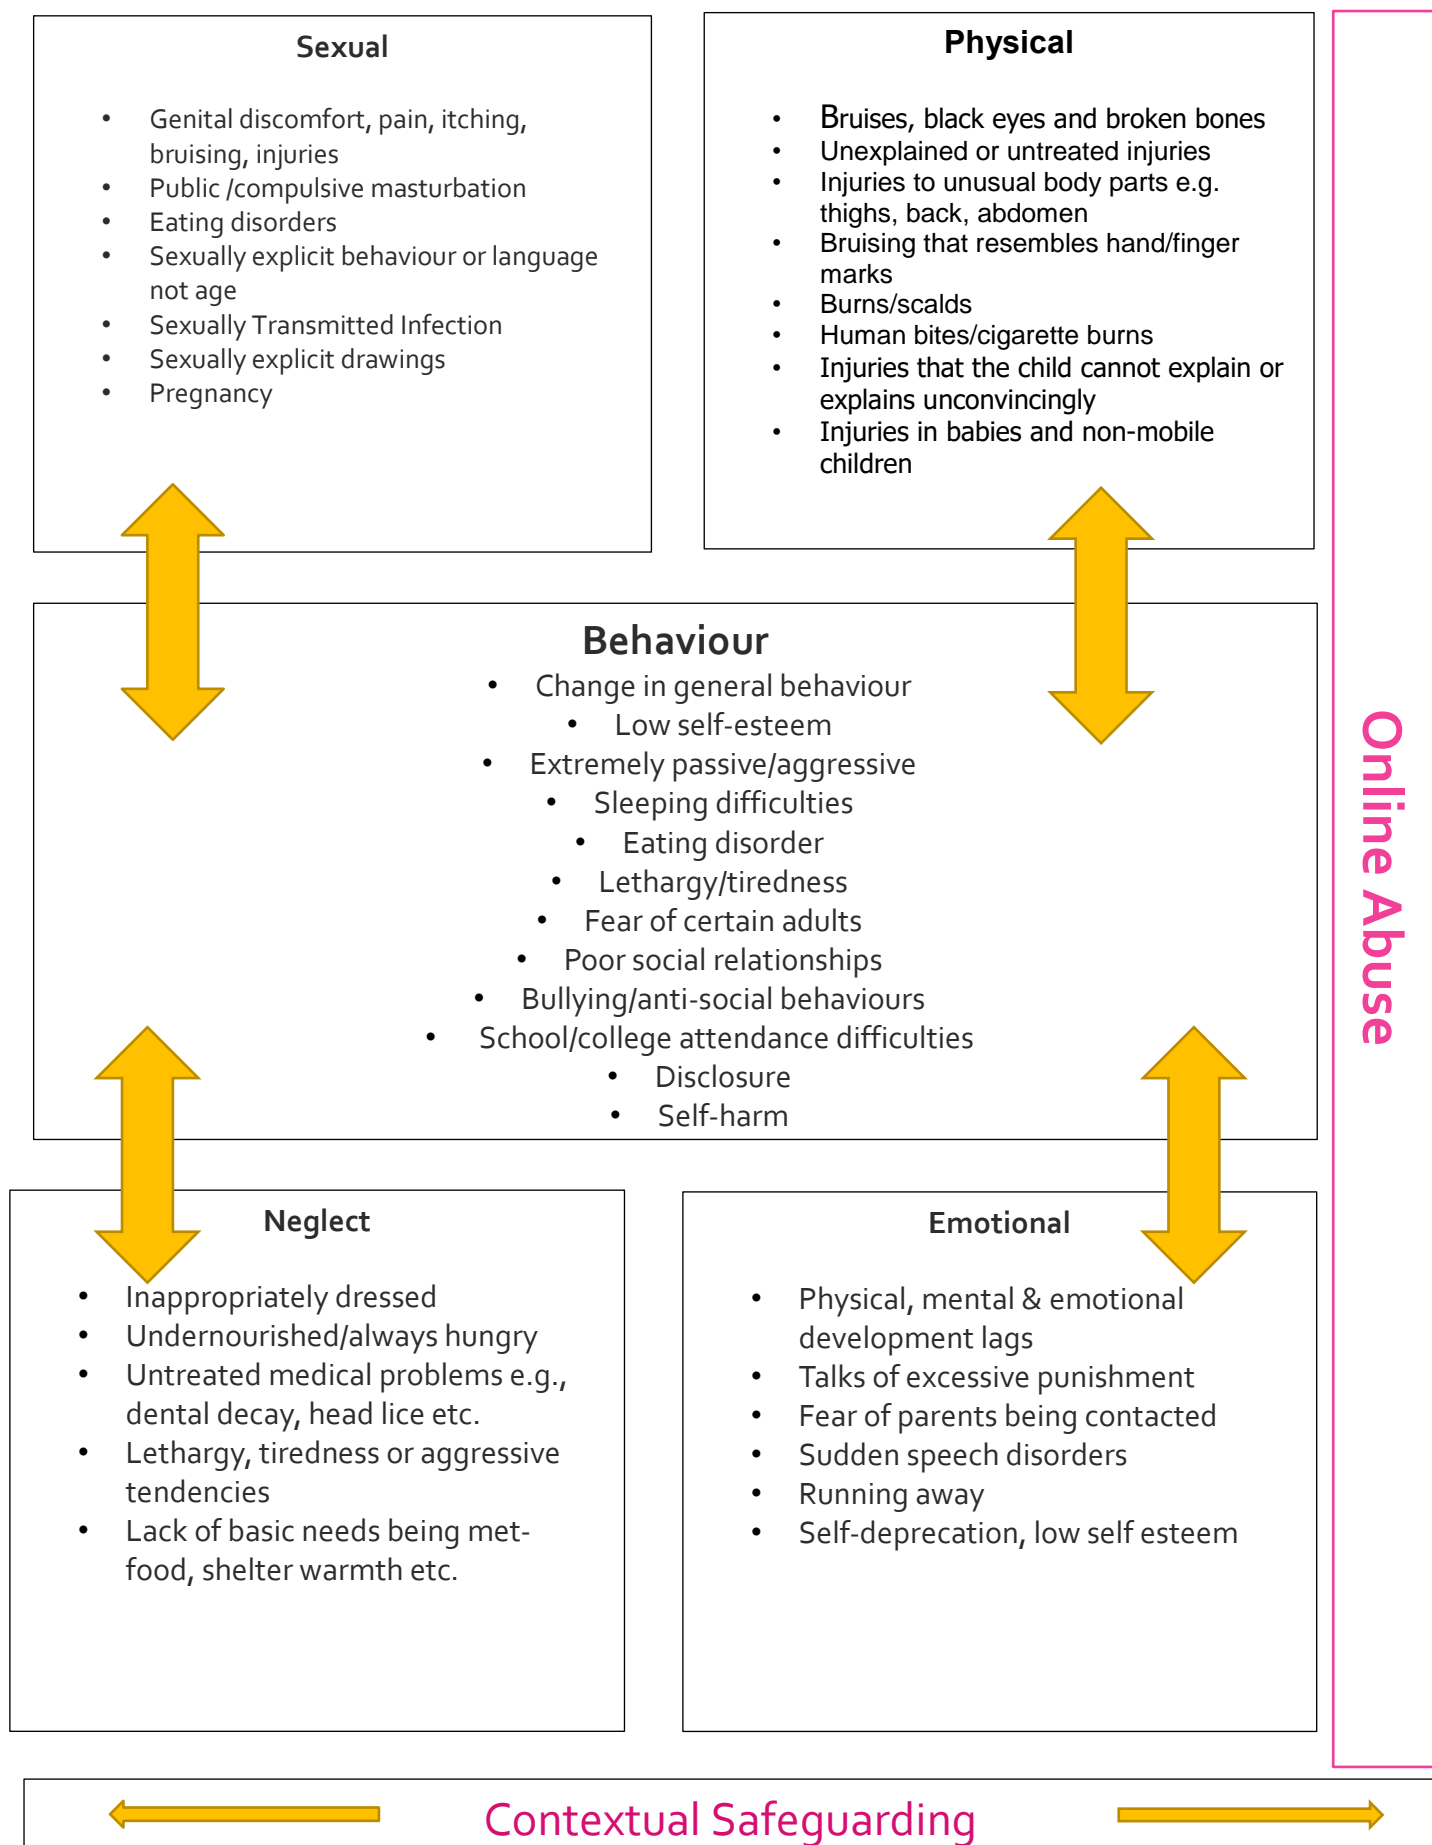 Sexual
• Genital discomfort, pain, itching,
bruising, injuries
• Public /compulsive masturbation
• Eating disorders
• Sexually explicit behaviour or language
not age
• Sexually Transmitted Infection
• Sexually explicit drawings
• Pregnancy
Physical
• Bruises, black eyes and broken bones
• Unexplained or untreated injuries
• Injuries to unusual body parts e.g.
thighs, back, abdomen
• Bruising that resembles hand/finger
marks
• Burns/scalds
• Human bites/cigarette burns
• Injuries that the child cannot explain or
explains unconvincingly
• Injuries in babies and non-mobile
children
Behaviour
• Change in general behaviour
• Low self-esteem
• Extremely passive/aggressive
• Sleeping difficulties
• Eating disorder
• Lethargy/tiredness
• Fear of certain adults
• Poor social relationships
• Bullying/anti-social behaviours
• School/college attendance difficulties
• Disclosure
• Self-harm
Neglect
• Inappropriately dressed
• Undernourished/always hungry
• Untreated medical problems e.g.,
dental decay, head lice etc.
• Lethargy, tiredness or aggressive
tendencies
• Lack of basic needs being met-
food, shelter warmth etc.
Emotional
• Physical, mental & emotional
development lags
• Talks of excessive punishment
• Fear of parents being contacted
• Sudden speech disorders
• Running away
• Self-deprecation, low self esteem
Online Abuse
Contextual Safeguarding